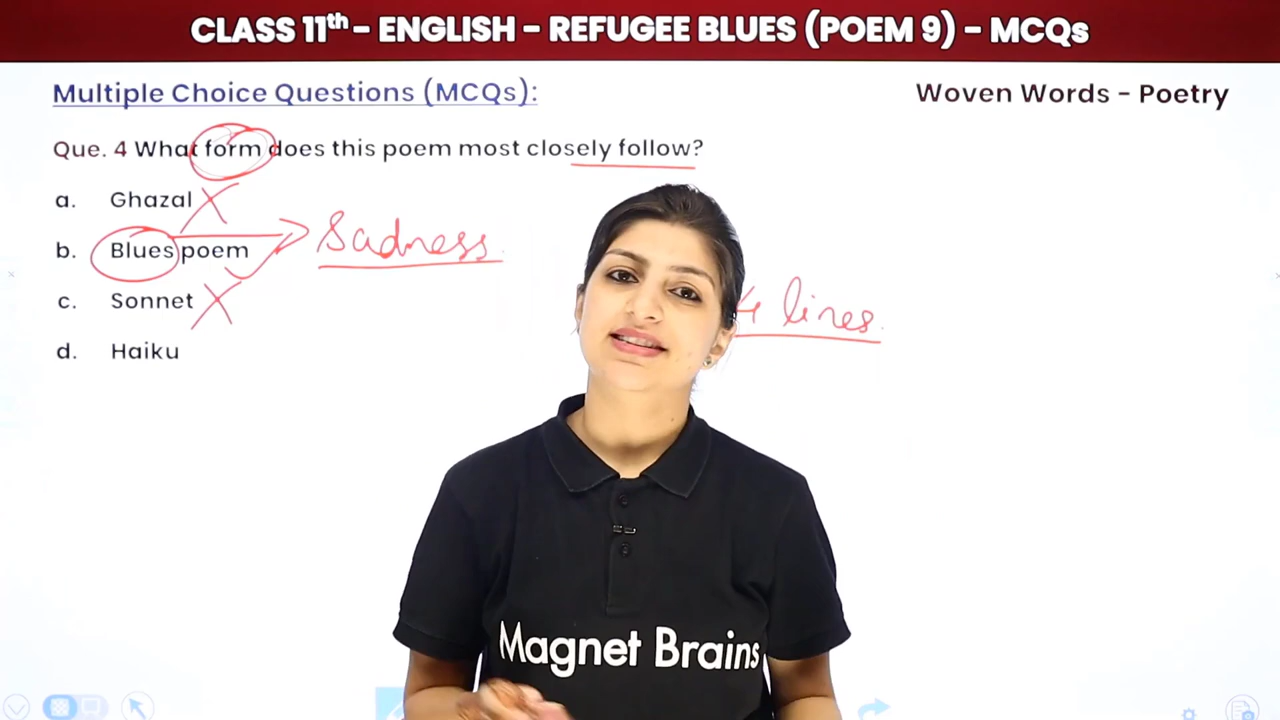 CLASS 11th – ENGLISH – REFUGEE BLUES (POEM 9) – MCQs
Multiple Choice Questions (MCQs):
Woven Words - Poetry
Que. 4 What form does this poem most closely follow?
a. Ghazal
b. Blues poem
Sadness
c. Sonnet
4 lines.
d. Haiku
Magnet Brains